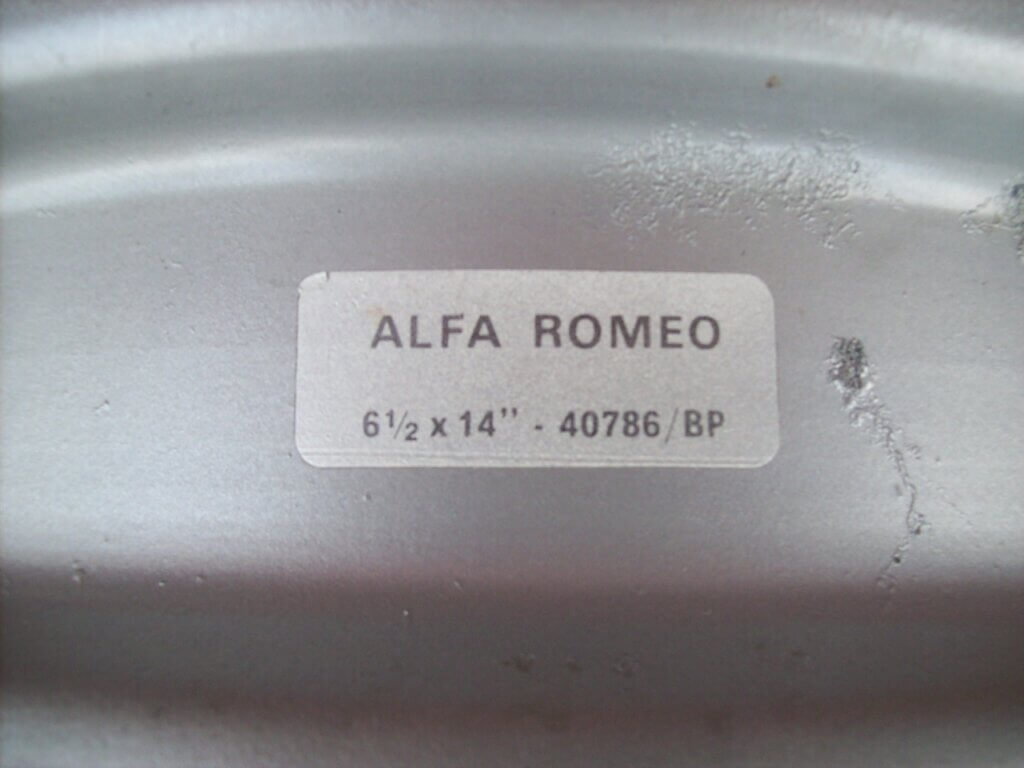 ALFA ROMEO
6½ x 14" - 40786/BP